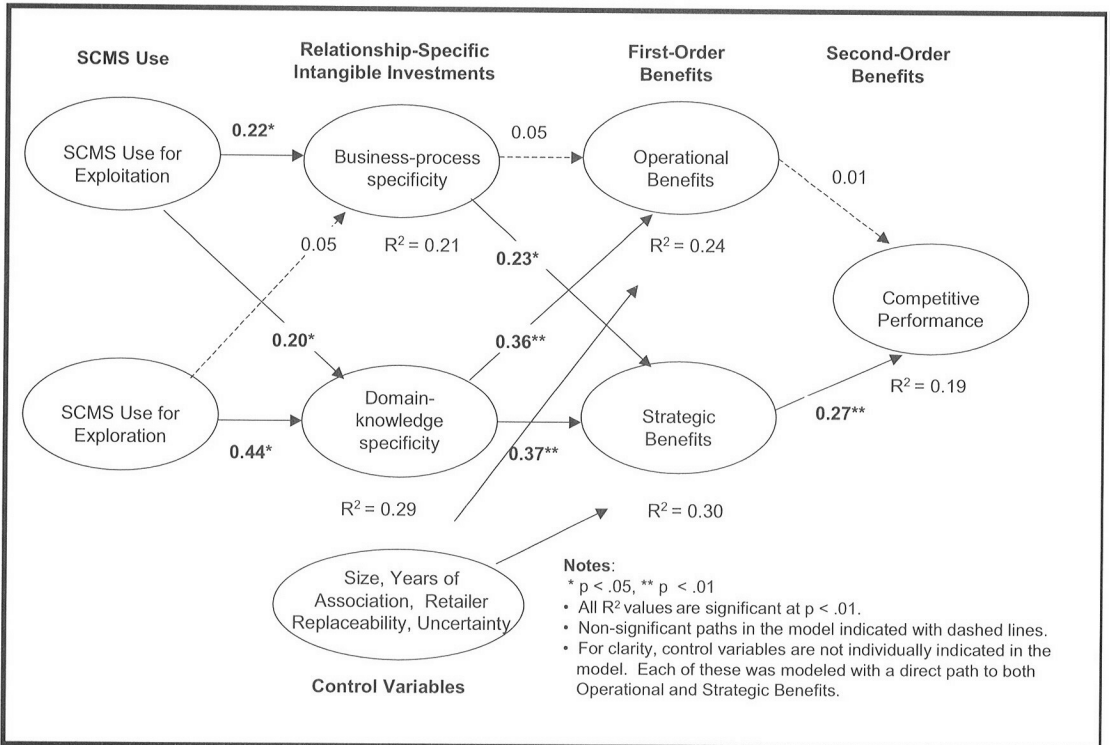 SCMS Use
Relationship-Specific
Intangible Investments
First-Order
Benefits
Second-Order
Benefits
SCMS Use for
Exploitation
0.22*
Business-process
specificity
0.05
Operational
Benefits
0.01
0.05
R² = 0.21
0.23*
R² = 0.24
Competitive
Performance
0.20*
0.36**
R² = 0.19
SCMS Use for
Exploration
0.44*
Domain-
knowledge
specificity
0.37**
Strategic
Benefits
0.27**
R² = 0.29
R² = 0.30
Size, Years of
Association, Retailer
Replaceability, Uncertainty
Control Variables
Notes:
* p < .05, ** p < .01
• All R² values are significant at p < .01.
• Non-significant paths in the model indicated with dashed lines.
• For clarity, control variables are not individually indicated in the
model. Each of these was modeled with a direct path to both
Operational and Strategic Benefits.